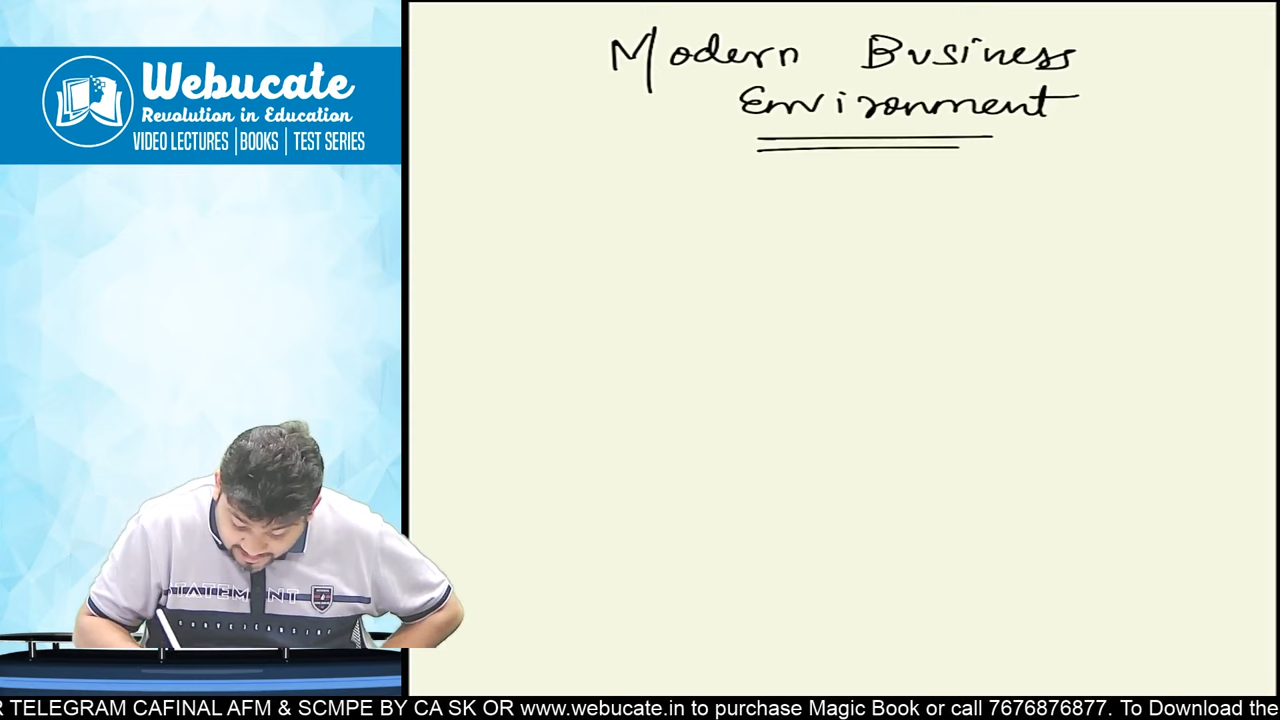 Webucate
Revolution in Education
VIDEO LECTURES | BOOKS | TEST SERIES
Modern Business
Environment
STATEMENT
R TELEGRAM CAFINAL AFM & SCMPE BY CA SK OR www.webucate.in to purchase Magic Book or call 7676876877. To Download the